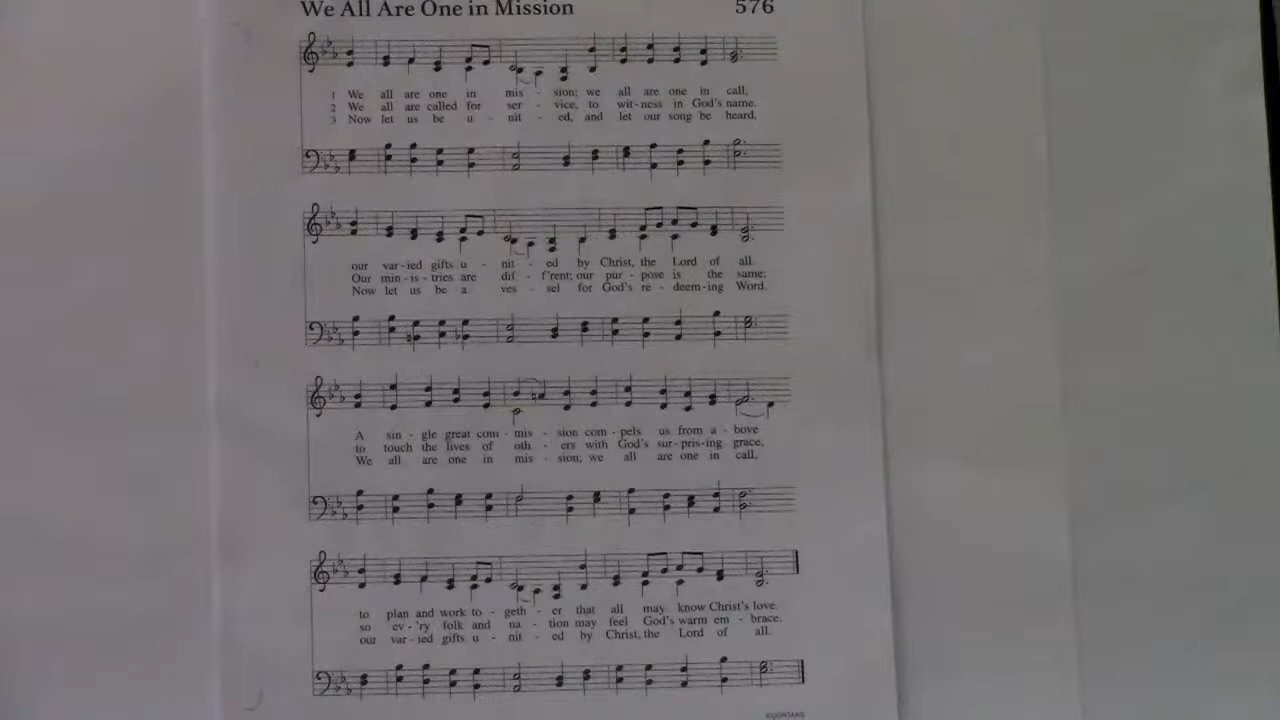 We All Are One in Mission 576
1 We all are one in mis - sion; we all are one in call,
2 We all are called for ser - vice, to wit - ness in God's name.
3 Now let us be u - nit - ed, and let our song be heard,
our var - ied gifts u - nit - ed by Christ, the Lord of all.
Our min - is - tries are dif - f'rent; our pur - pose is the same:
Now let us be a ves - sel for God's re - deem - ing Word.
A sin - gle great com - mis - sion com - pels us from a - bove
to touch the lives of oth - ers with God's sur - pris - ing grace,
We all are one in mis - sion; we all are one in call,
to plan and work to - geth - er that all may know Christ's love.
so ev - 'ry folk and na - tion may feel God's warm em - brace.
our var - ied gifts u - nit - ed by Christ, the Lord of all.